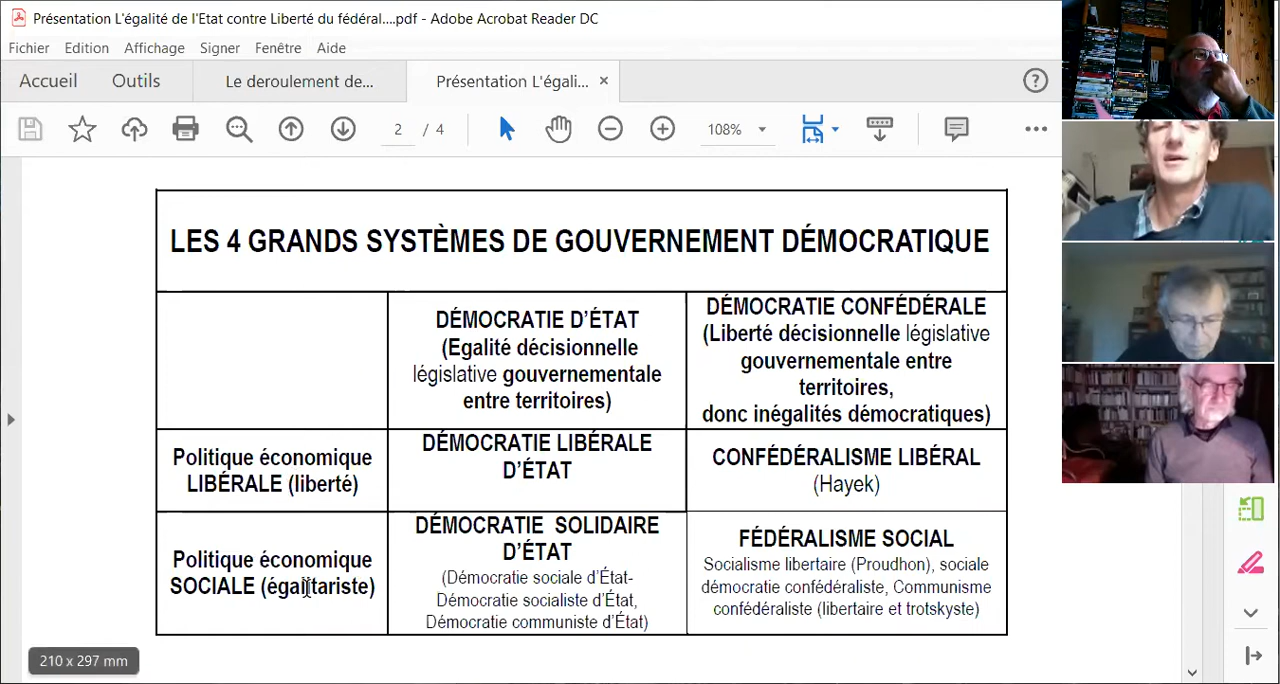 Présentation L'égalité de l'Etat contre Liberté du fédéral....pdf - Adobe Acrobat Reader DC
Fichier Edition Affichage Signer Fenêtre Aide
Accueil Outils Le deroulement de... Présentation L'égali... ×
2 / 4 108%
LES 4 GRANDS SYSTÈMES DE GOUVERNEMENT DÉMOCRATIQUE
DÉMOCRATIE D'ÉTAT
(Egalité décisionnelle
législative gouvernementale
entre territoires)
DÉMOCRATIE CONFÉDÉRALE
(Liberté décisionnelle législative
gouvernementale entre
territoires,
donc inégalités démocratiques)
Politique économique
LIBÉRALE (liberté)
DÉMOCRATIE LIBÉRALE
D'ÉTAT
CONFÉDÉRALISME LIBÉRAL
(Hayek)
Politique économique
SOCIALE (égalitariste)
DÉMOCRATIE SOLIDAIRE
D'ÉTAT
(Démocratie sociale d'État-
Démocratie socialiste d'État,
Démocratie communiste d'État)
FÉDÉRALISME SOCIAL
Socialisme libertaire (Proudhon), sociale
démocratie confédéraliste, Communisme
confédéraliste (libertaire et trotskyste)
210 x 297 mm